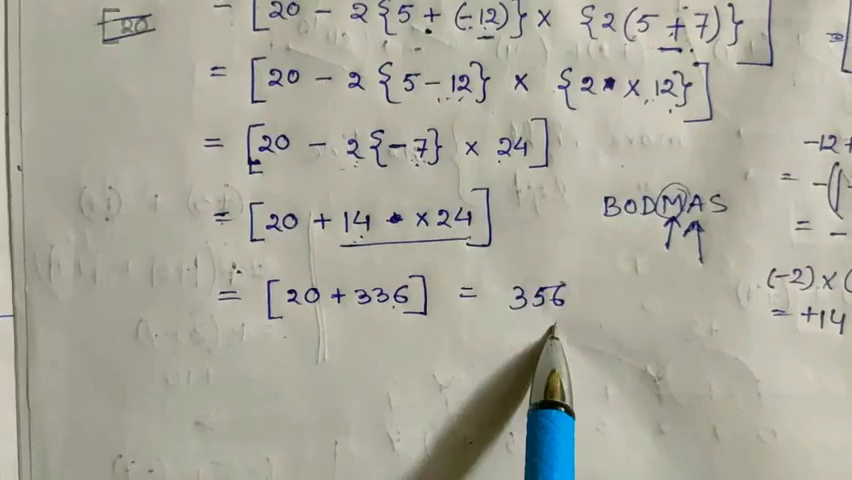 [20
= [20 - 2{5 + (-12)} × {2(5 + 7)}]
= [20 - 2{5 - 12} × {2 × 12}]
= [20 - 2{-7} × 24]
= [20 + 14 × 24]
= [20 + 336] = 356
BODMAS
-12 +
= -(
= -
(-2) × (
= +14